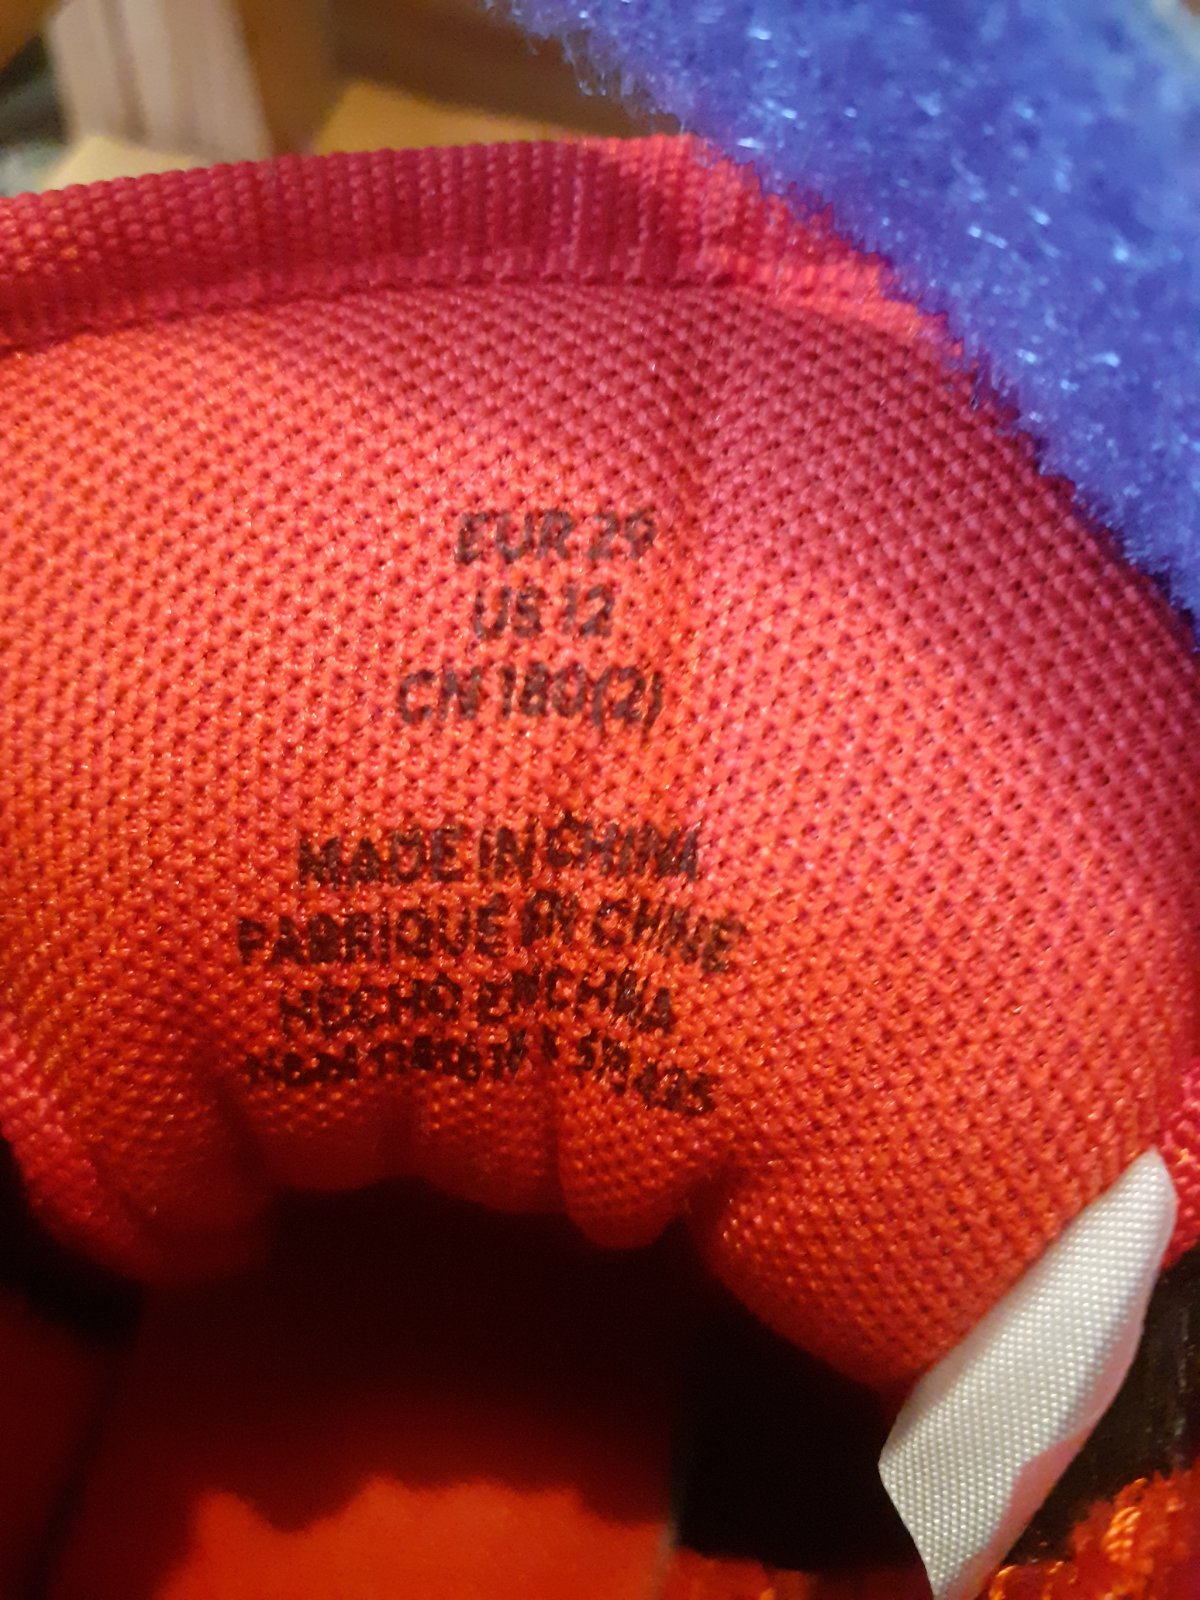 EUR 29
US 12
CN 180(2)
MADE IN CHINA
FABRIQUÉ EN CHINE
HECHO EN CHINA